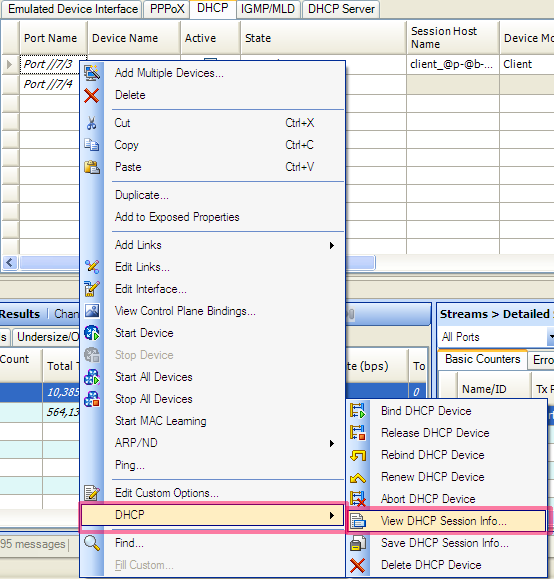 Emulated Device Interface PPPoX DHCP IGMP/MLD DHCP Server
Port Name Device Name Active State Session Host Name Device Mo
Port //7/3 client_@p-@b-... Client
Port //7/4
Add Multiple Devices...
Delete
Cut Ctrl+X
Copy Ctrl+C
Paste Ctrl+V
Duplicate...
Add to Exposed Properties
Add Links
Edit Links...
Edit Interface...
View Control Plane Bindings...
Start Device
Stop Device
Start All Devices
Stop All Devices
Start MAC Learning
ARP/ND
Ping...
Edit Custom Options...
DHCP
Find...
Fill Custom...
Bind DHCP Device
Release DHCP Device
Rebind DHCP Device
Renew DHCP Device
Abort DHCP Device
View DHCP Session Info...
Save DHCP Session Info...
Delete DHCP Device
Results Chan
Streams > Detailed
s Undersize/O
All Ports
Basic Counters Erro
Count Total T te (bps) To
Name/ID Tx P
10,385 0
564,13
95 messages